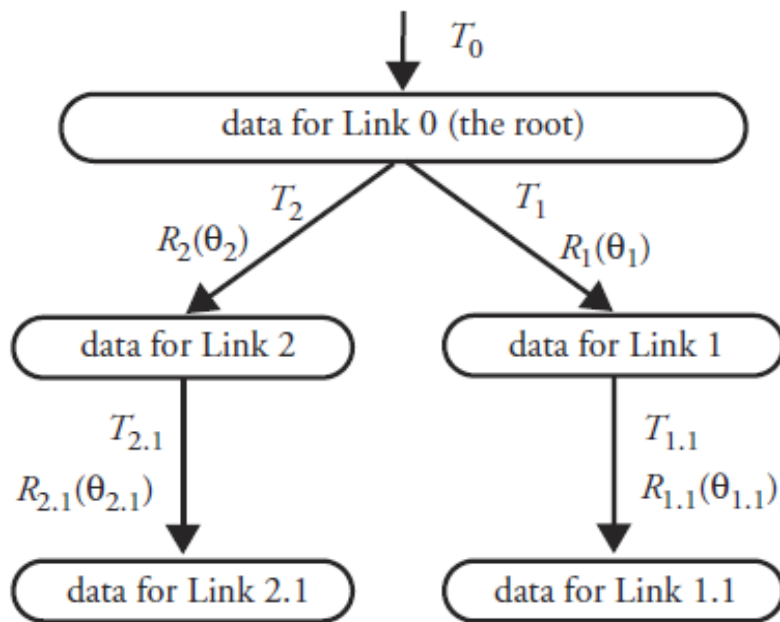 T₀
data for Link 0 (the root)
T₂
T₁
R₂(θ₂)
R₁(θ₁)
data for Link 2
data for Link 1
T₂.₁
T₁.₁
R₂.₁(θ₂.₁)
R₁.₁(θ₁.₁)
data for Link 2.1
data for Link 1.1